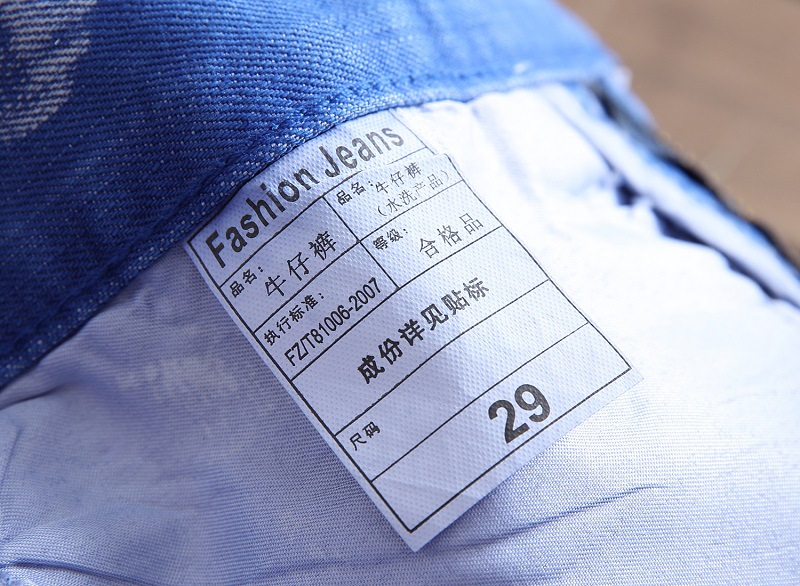 Fashion Jeans
品名：牛仔裤
品名：牛仔裤
（水洗产品）
执行标准：
FZ/T81006-2007
等级：合格品
成份详见贴标
尺码
29